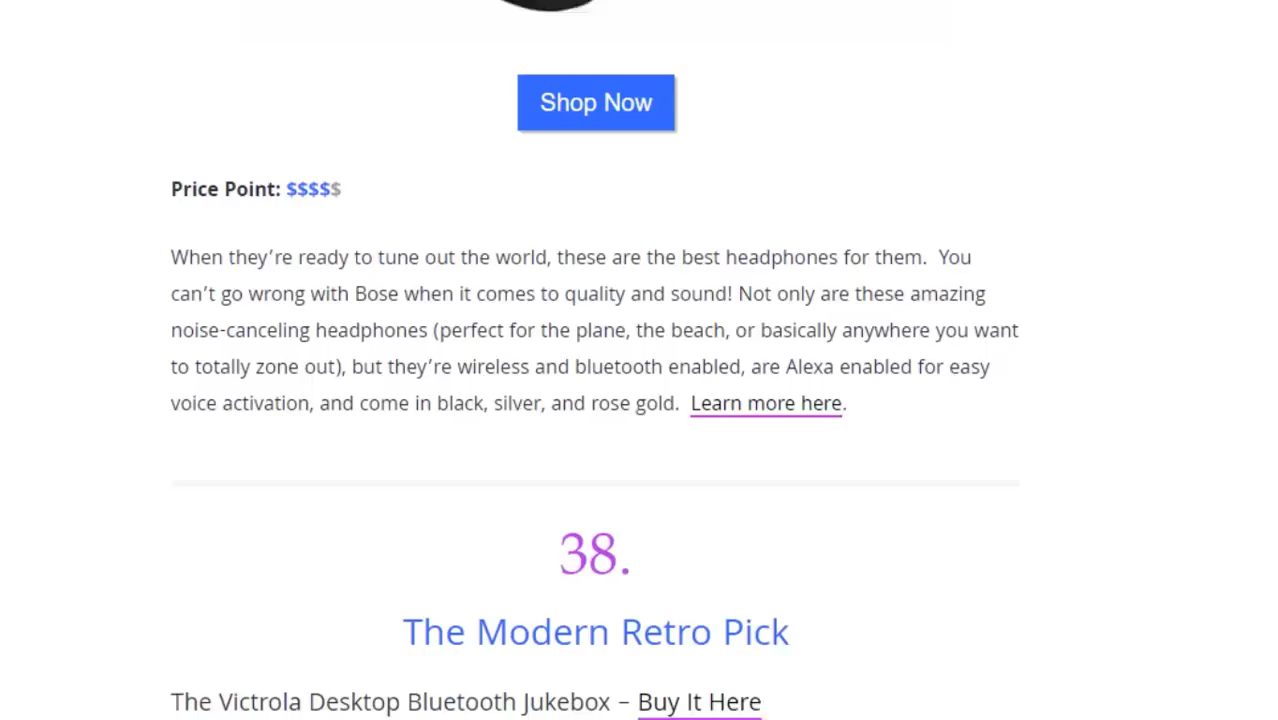 Shop Now
Price Point: $$$$$
When they’re ready to tune out the world, these are the best headphones for them.  You
can’t go wrong with Bose when it comes to quality and sound! Not only are these amazing
noise-canceling headphones (perfect for the plane, the beach, or basically anywhere you want
to totally zone out), but they’re wireless and bluetooth enabled, are Alexa enabled for easy
voice activation, and come in black, silver, and rose gold.  Learn more here.
38.
The Modern Retro Pick
The Victrola Desktop Bluetooth Jukebox – Buy It Here